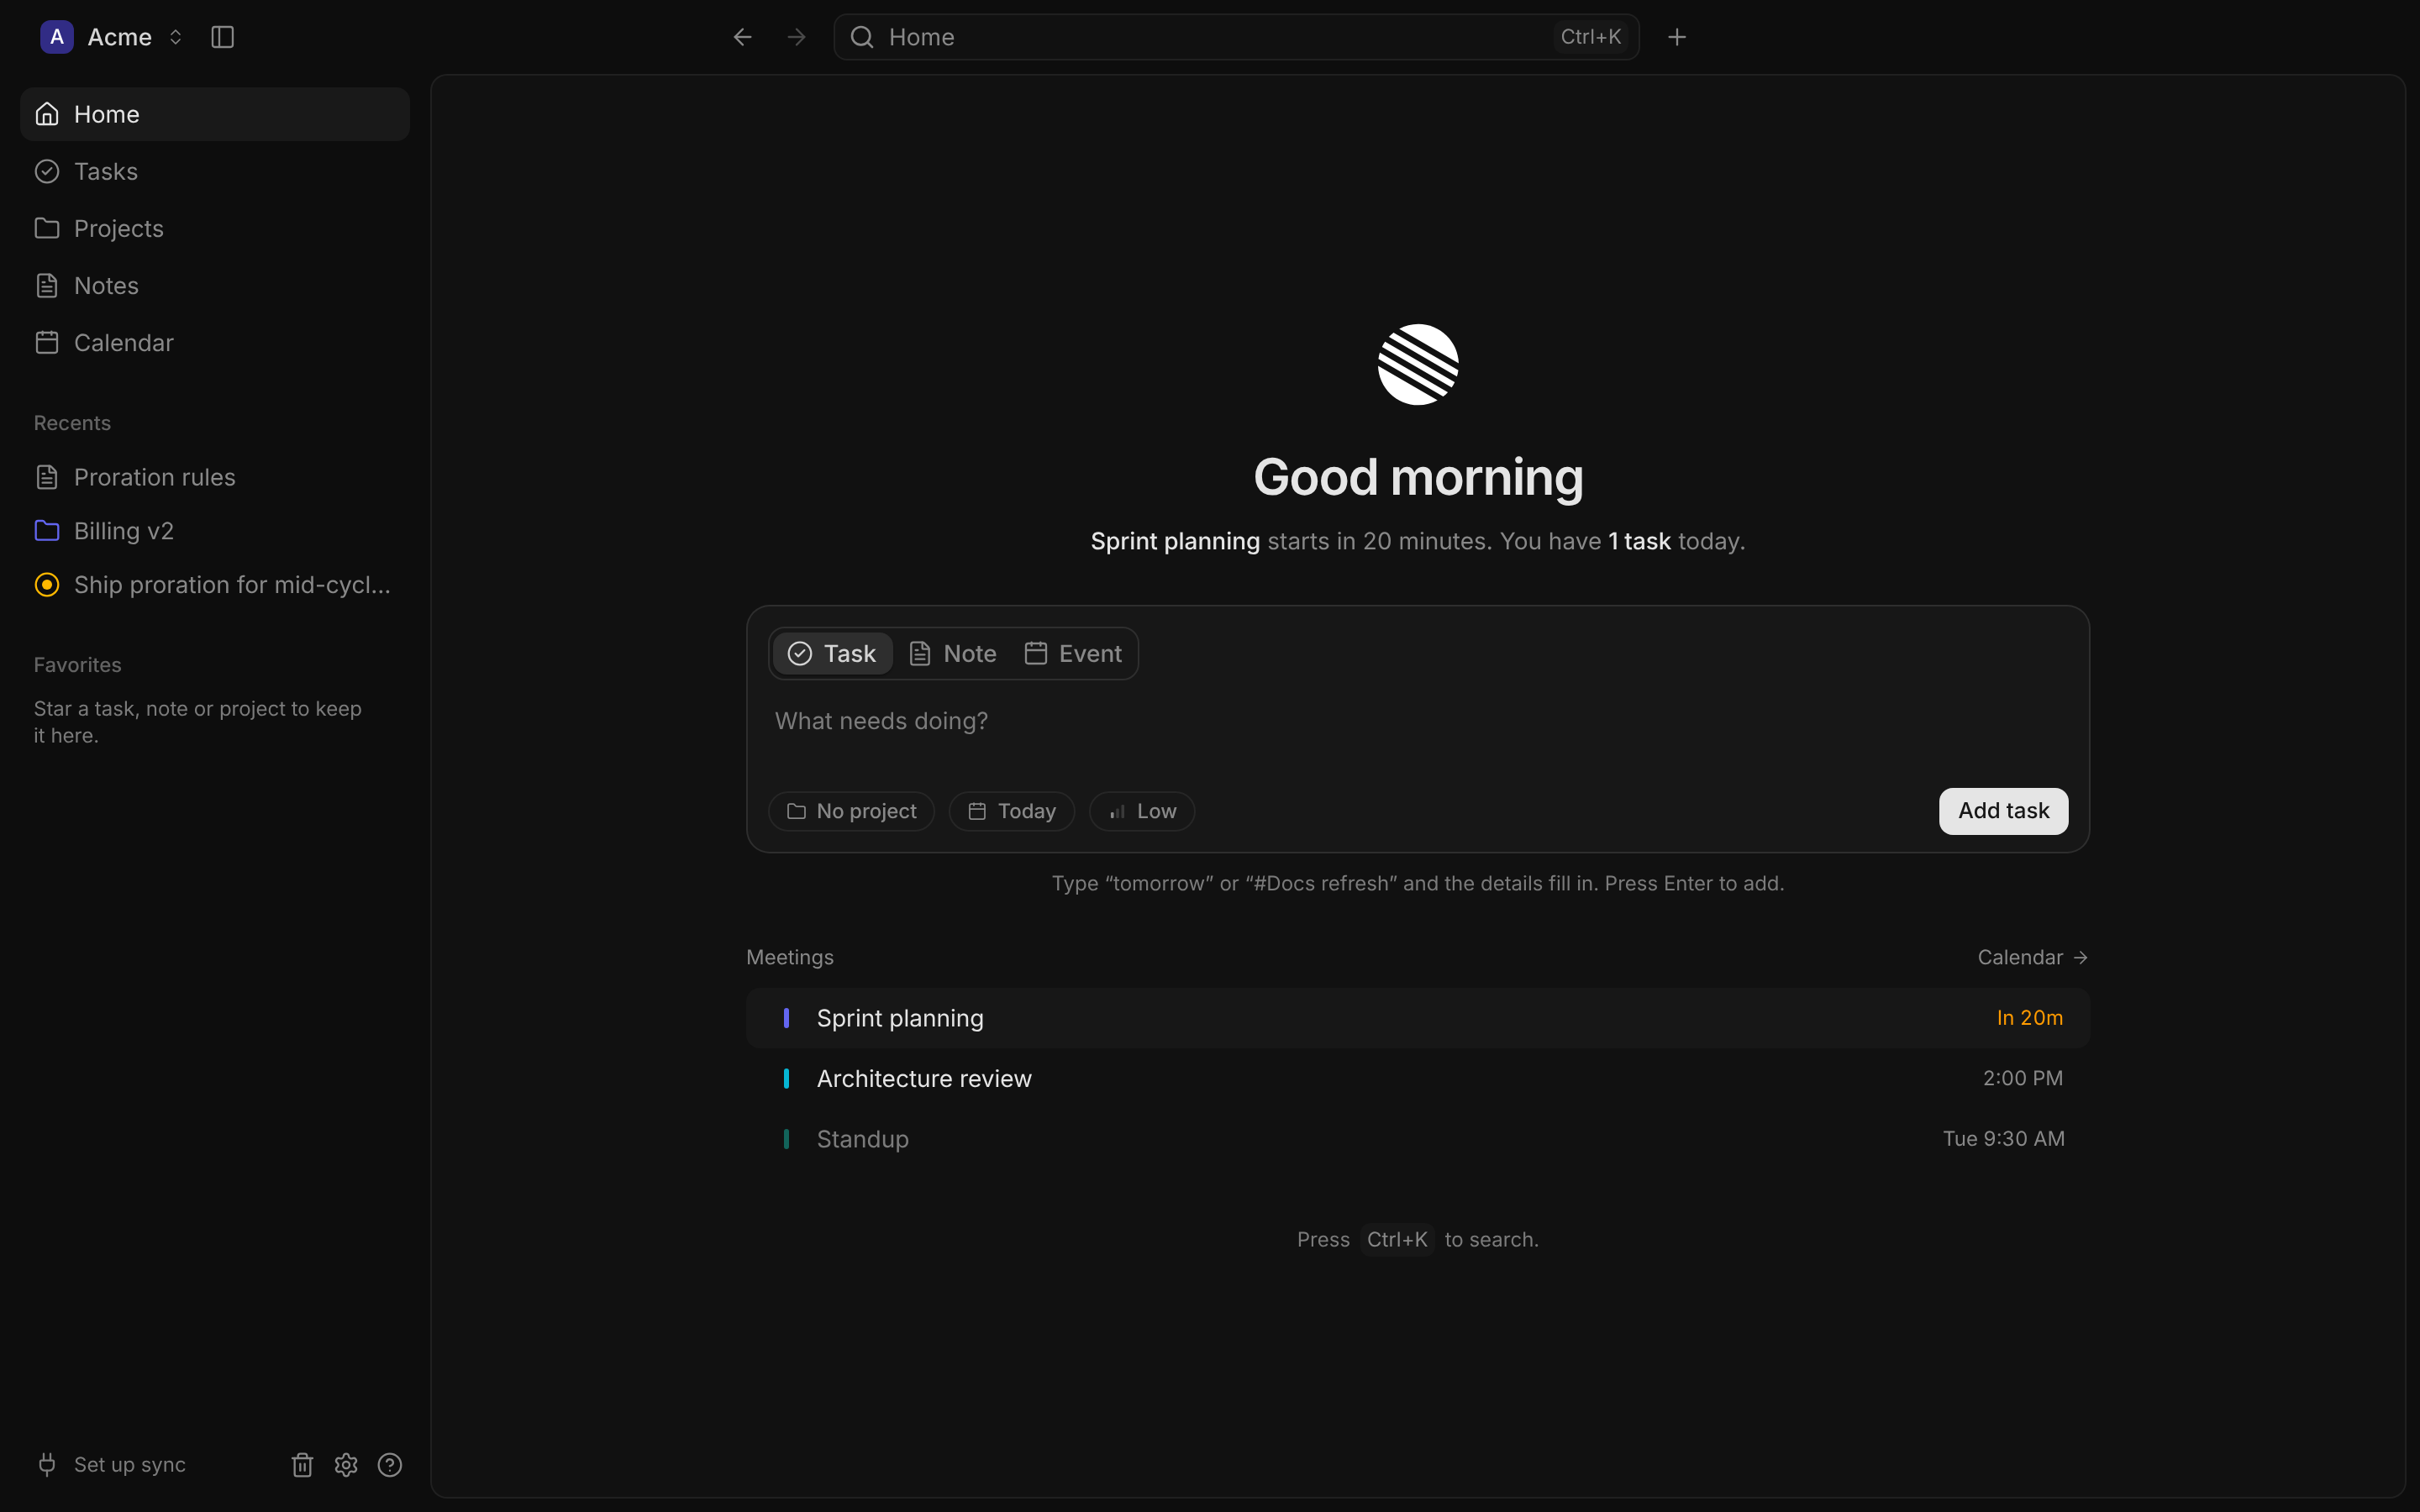 A Acme
Home Ctrl+K
Home
Tasks
Projects
Notes
Calendar
Recents
Proration rules
Billing v2
Ship proration for mid-cycl...
Favorites
Star a task, note or project to keep
it here.
Set up sync
Good morning
Sprint planning starts in 20 minutes. You have 1 task today.
Task Note Event
What needs doing?
No project Today Low Add task
Type “tomorrow” or “#Docs refresh” and the details fill in. Press Enter to add.
Meetings Calendar →
Sprint planning In 20m
Architecture review 2:00 PM
Standup Tue 9:30 AM
Press Ctrl+K to search.